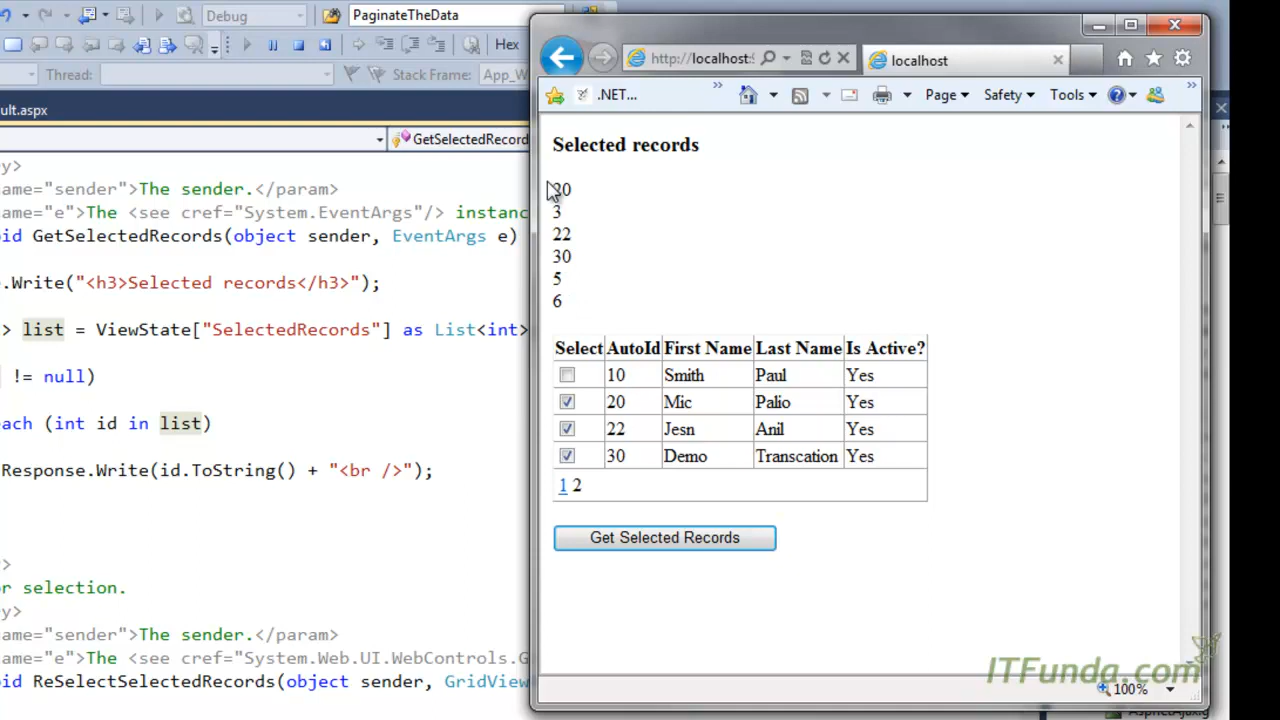 Debug
PaginateTheData
Hex
Thread:
Stack Frame:
App_W
ult.aspx
GetSelectedRecord
y>
ame="sender">The sender.</param>
ame="e">The <see cref="System.EventArgs"/> instanc
id GetSelectedRecords(object sender, EventArgs e)
.Write("<h3>Selected records</h3>");
> list = ViewState["SelectedRecords"] as List<int>
!= null)
each (int id in list)
Response.Write(id.ToString() + "<br />");
>
or selection.
y>
ame="sender">The sender.</param>
ame="e">The <see cref="System.Web.UI.WebControls.G
id ReSelectSelectedRecords(object sender, GridView
http://localhost:
localhost
.NET...
Page
Safety
Tools
Selected records
3
22
30
5
6
Select AutoId First Name Last Name Is Active?
10 Smith Paul Yes
20 Mic Palio Yes
22 Jesn Anil Yes
30 Demo Transcation Yes
1 2
Get Selected Records
ITFunda.com
100%